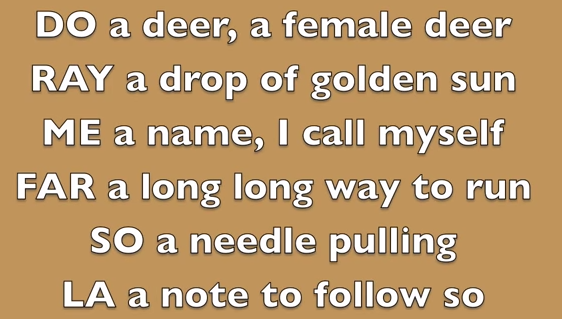 DO a deer, a female deer
RAY a drop of golden sun
ME a name, I call myself
FAR a long long way to run
SO a needle pulling
LA a note to follow so